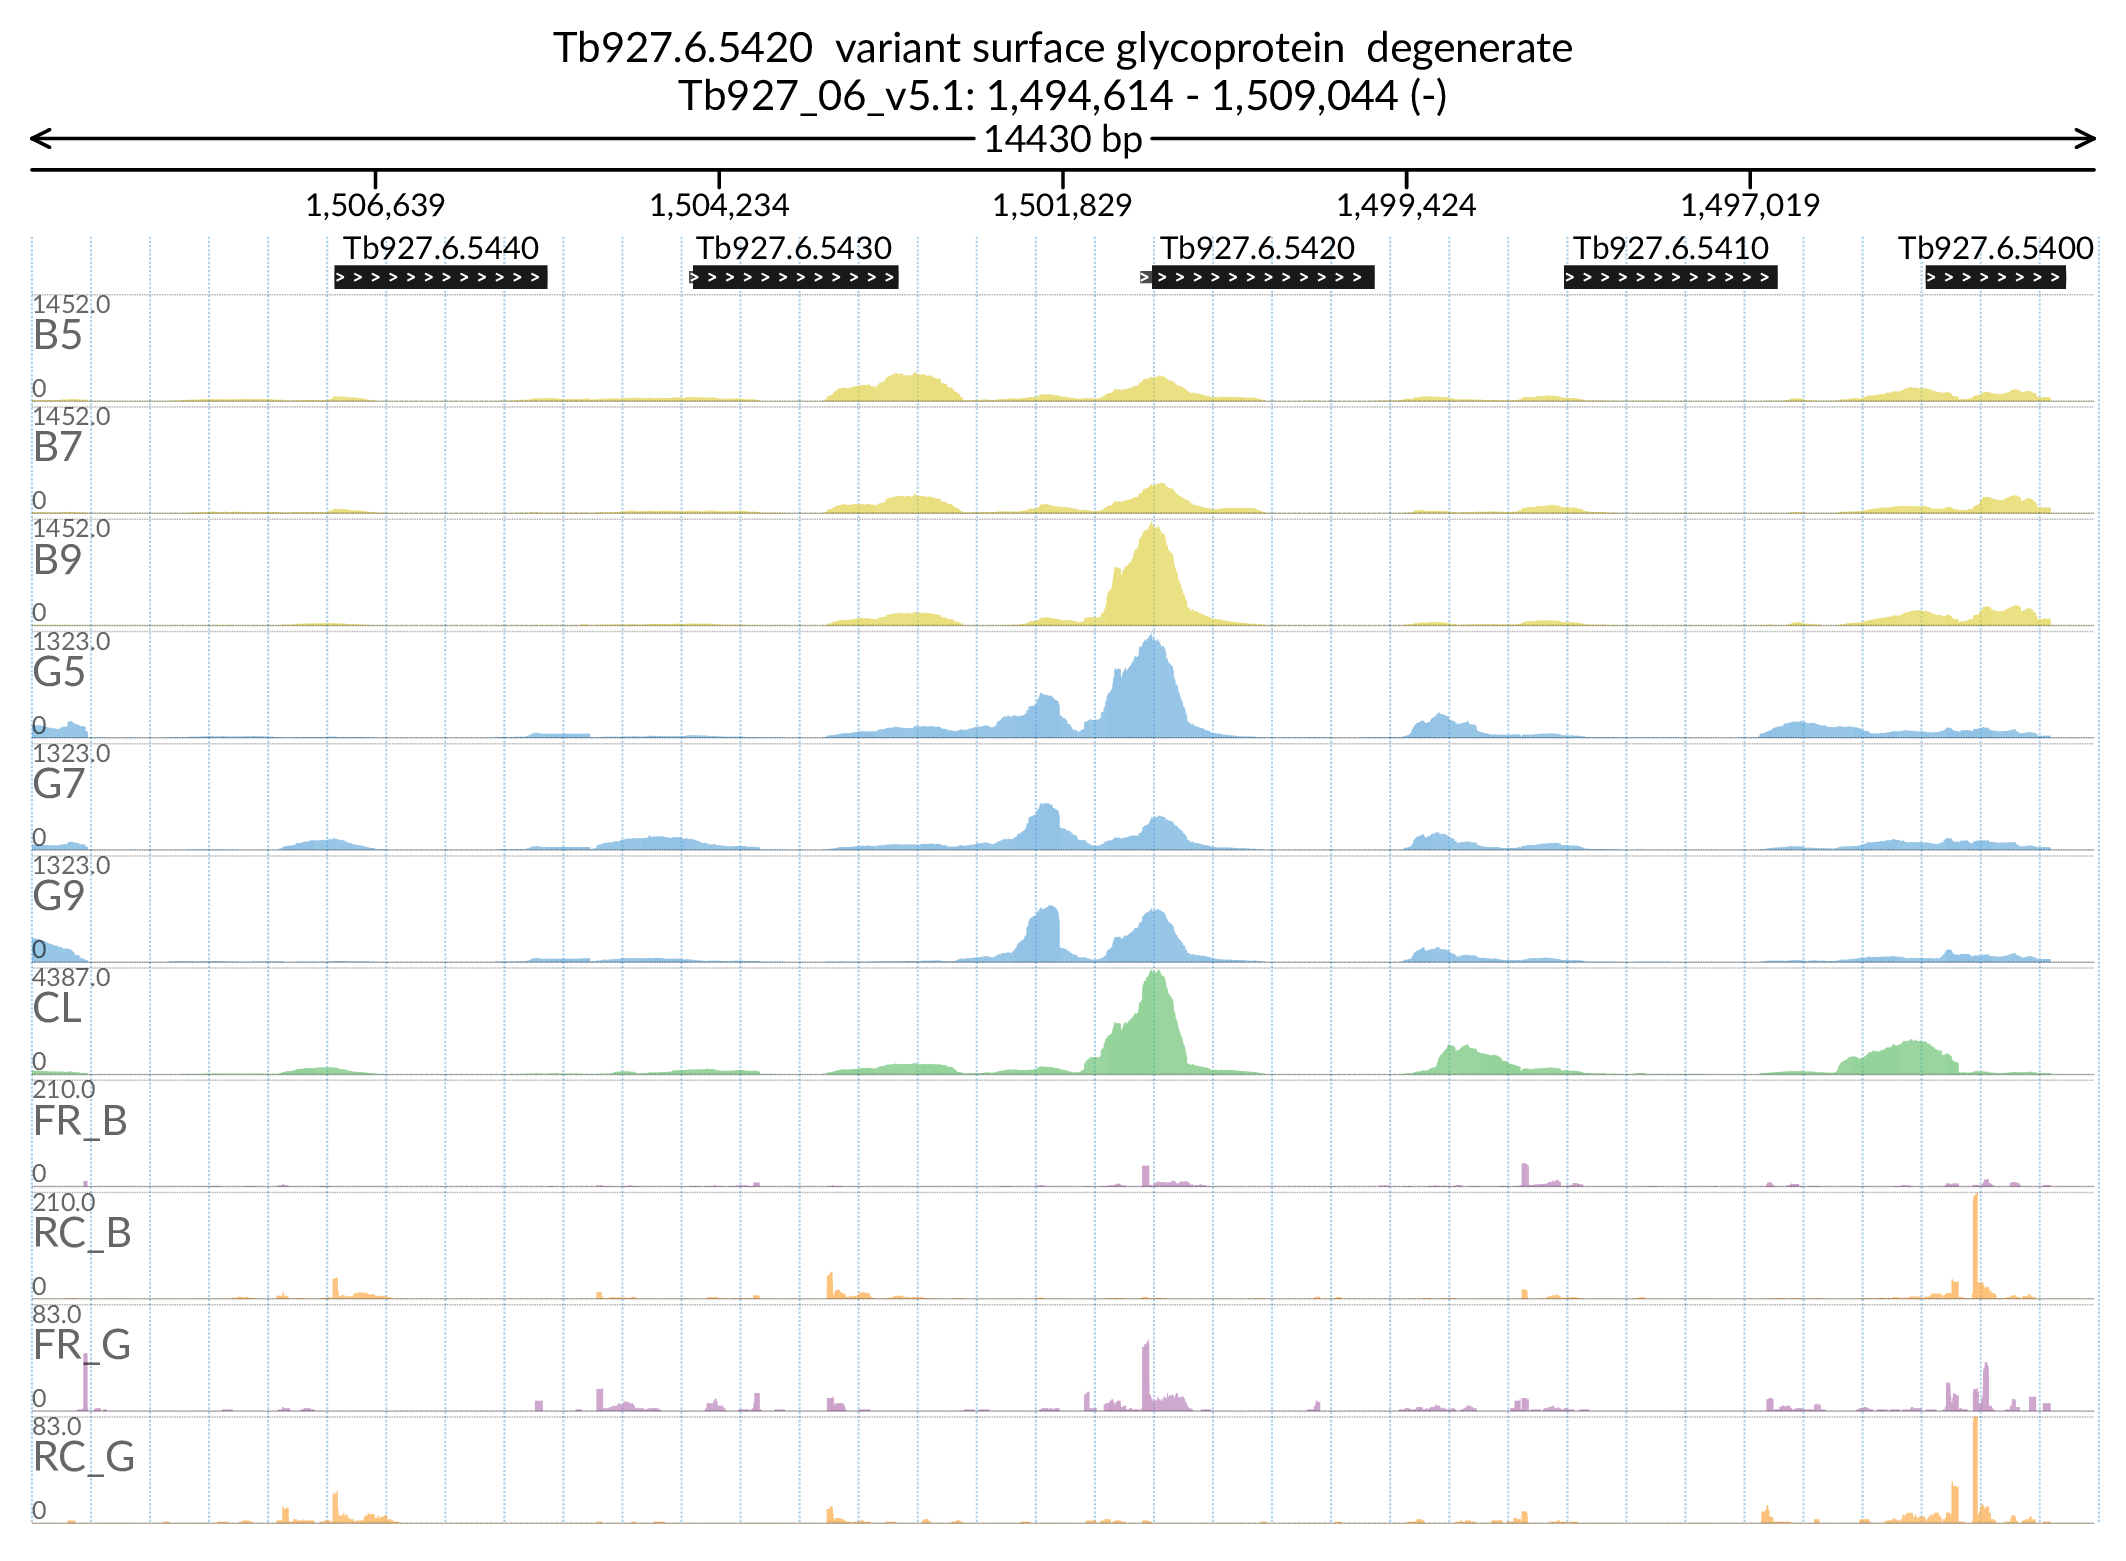 Tb927.6.5420 variant surface glycoprotein degenerate
Tb927_06_v5.1: 1,494,614 - 1,509,044 (-)
14430 bp
1,506,639 1,504,234 1,501,829 1,499,424 1,497,019
Tb927.6.5440 Tb927.6.5430 Tb927.6.5420 Tb927.6.5410 Tb927.6.5400
1452.0
B5
0
1452.0
B7
0
1452.0
B9
0
1323.0
G5
0
1323.0
G7
0
1323.0
G9
0
4387.0
CL
0
210.0
FR_B
0
210.0
RC_B
0
83.0
FR_G
0
83.0
RC_G
0